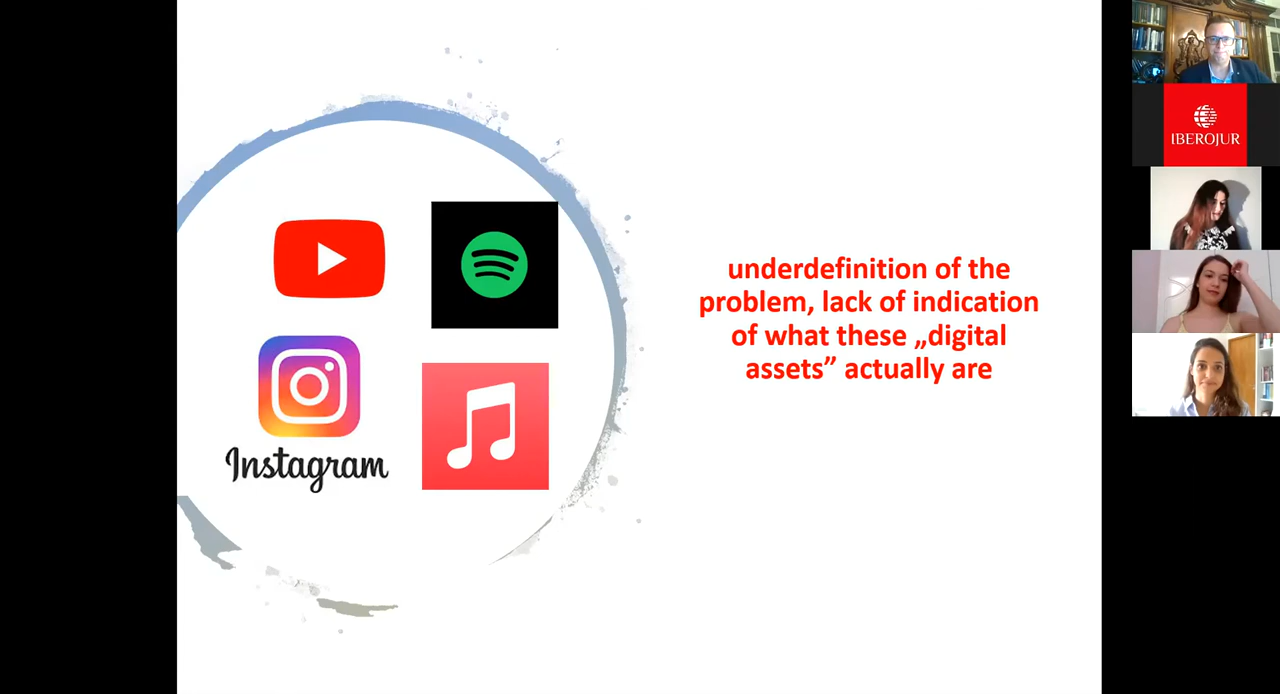 Instagram
underdefinition of the
problem, lack of indication
of what these „digital
assets” actually are
IBEROJUR